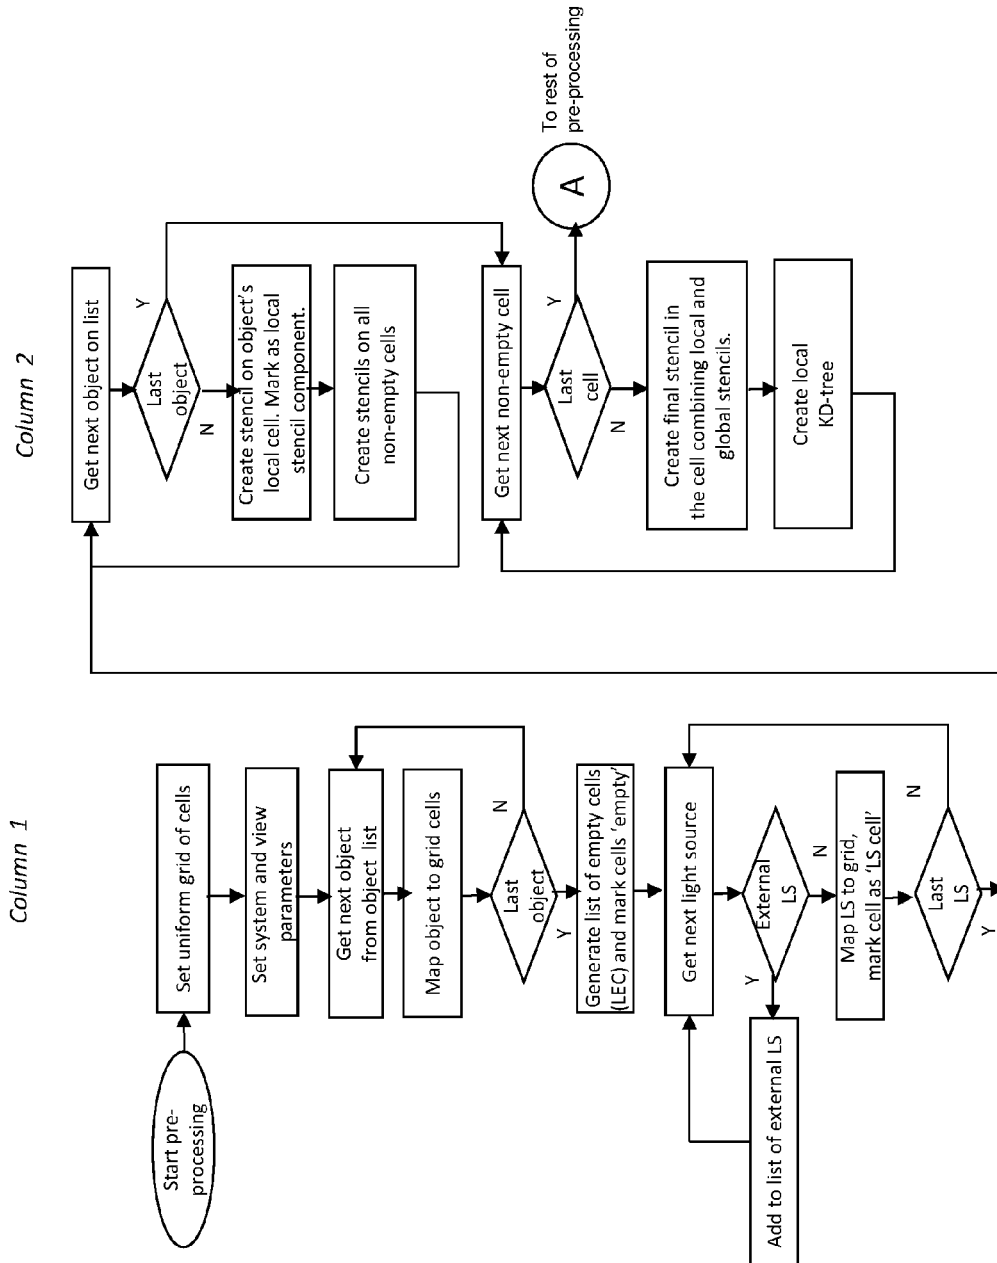 Column 1
Start pre-
processing
Set uniform grid of cells
Set system and view
parameters
Get next object
from object list
Map object to grid cells
Last
object
N
Y
Generate list of empty cells
(LEC) and mark cells ‘empty’
Get next light source
External
LS
Y
N
Add to list of external LS
Map LS to grid,
mark cell as ‘LS cell’
Last
LS
N
Y
Column 2
Get next object on list
Last
object
Y
N
Create stencil on object’s
local cell. Mark as local
stencil component.
Create stencils on all
non-empty cells
Get next non-empty cell
Last
cell
Y
N
A
To rest of
pre-processing
Create final stencil in
the cell combining local and
global stencils.
Create local
KD-tree